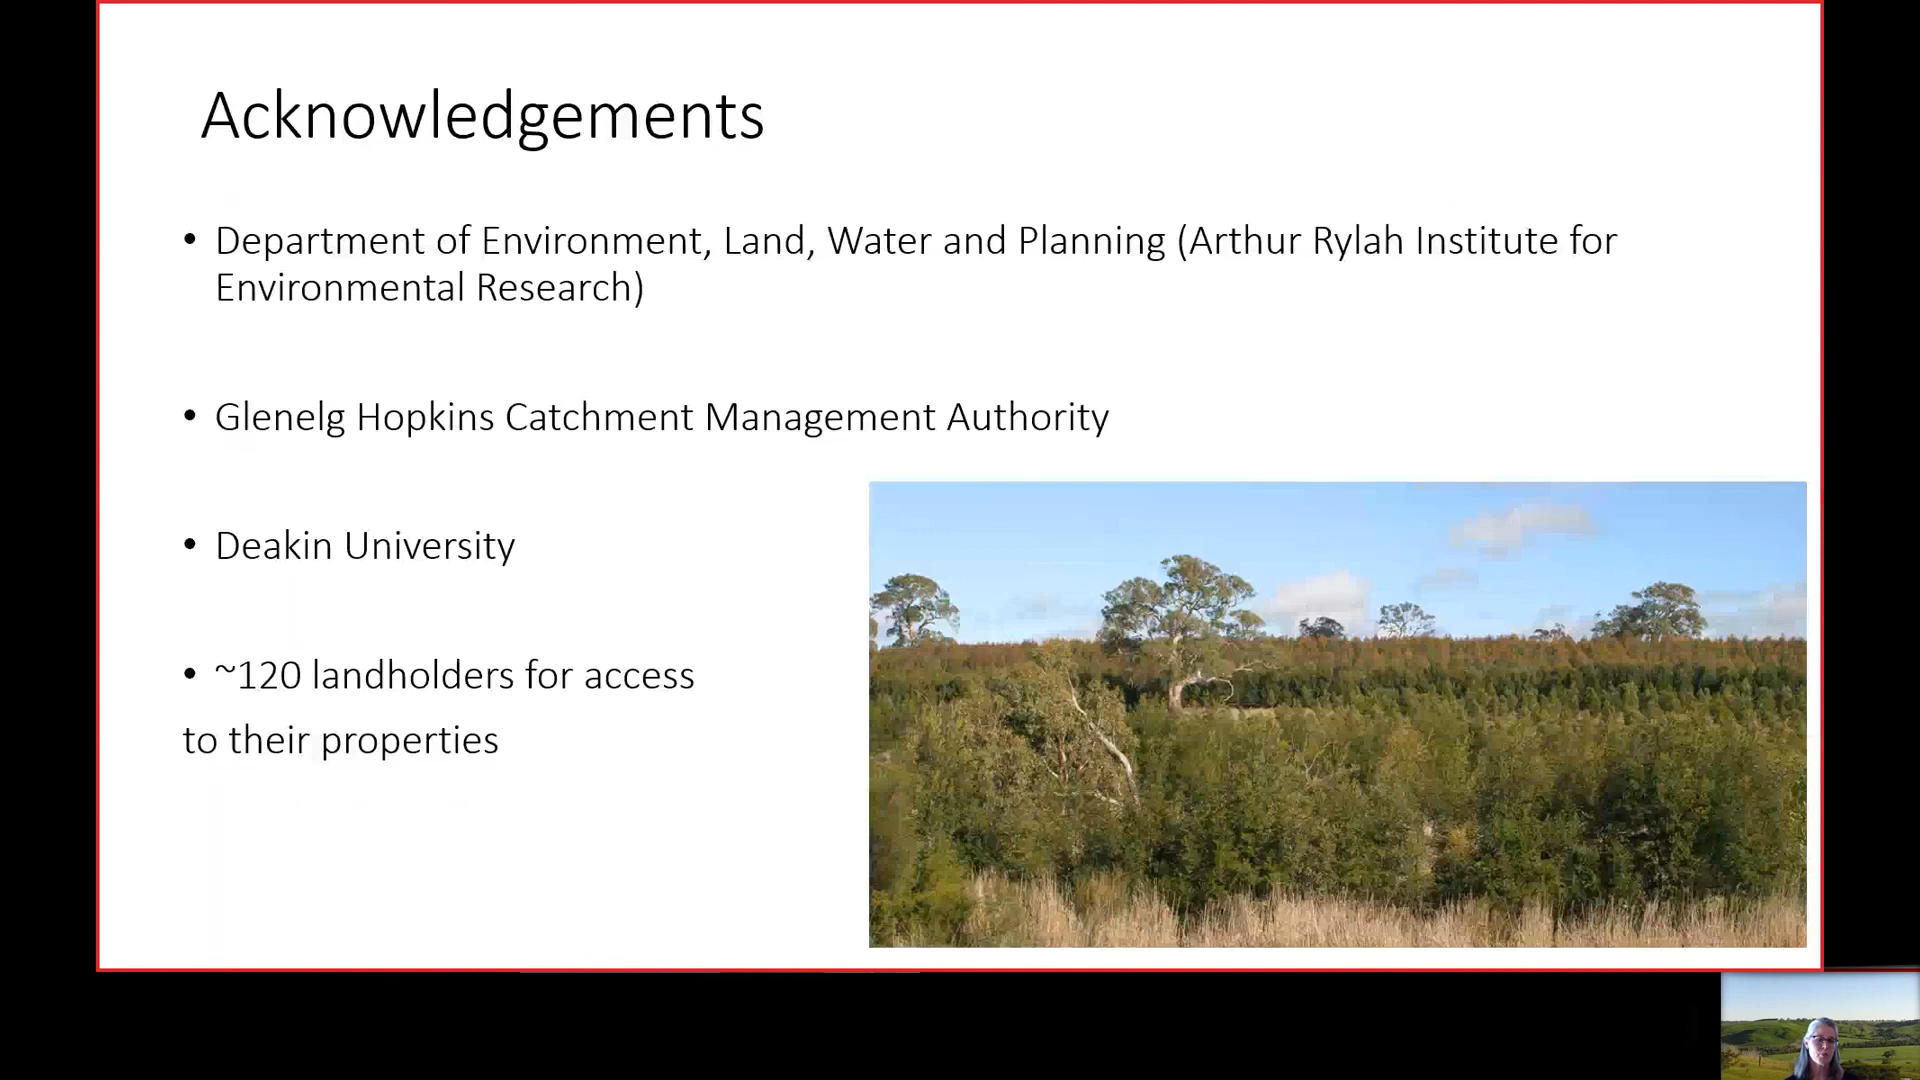 Acknowledgements
• Department of Environment, Land, Water and Planning (Arthur Rylah Institute for
Environmental Research)
• Glenelg Hopkins Catchment Management Authority
• Deakin University
• ~120 landholders for access
to their properties